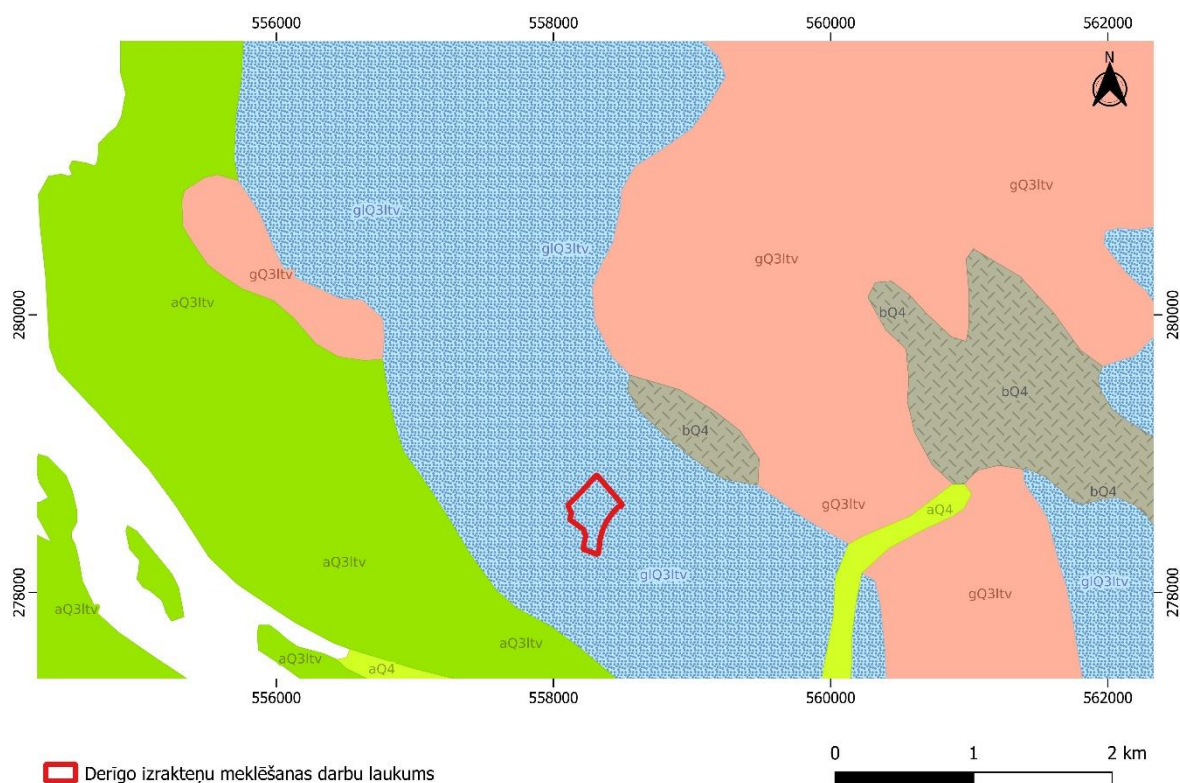 556000 558000 560000 562000
N
gQ3ltv
glQ3ltv
glQ3ltv
gQ3ltv
gQ3ltv
aQ3ltv
280000
280000
bQ4
bQ4
bQ4
bQ4
gQ3ltv
aQ4
aQ3ltv
glQ3ltv
glQ3ltv
gQ3ltv
278000
278000
aQ3ltv
aQ3ltv
aQ3ltv
aQ4
556000 558000 560000 562000
0 1 2 km
Derīgo izrakteņu meklēšanas darbu laukums